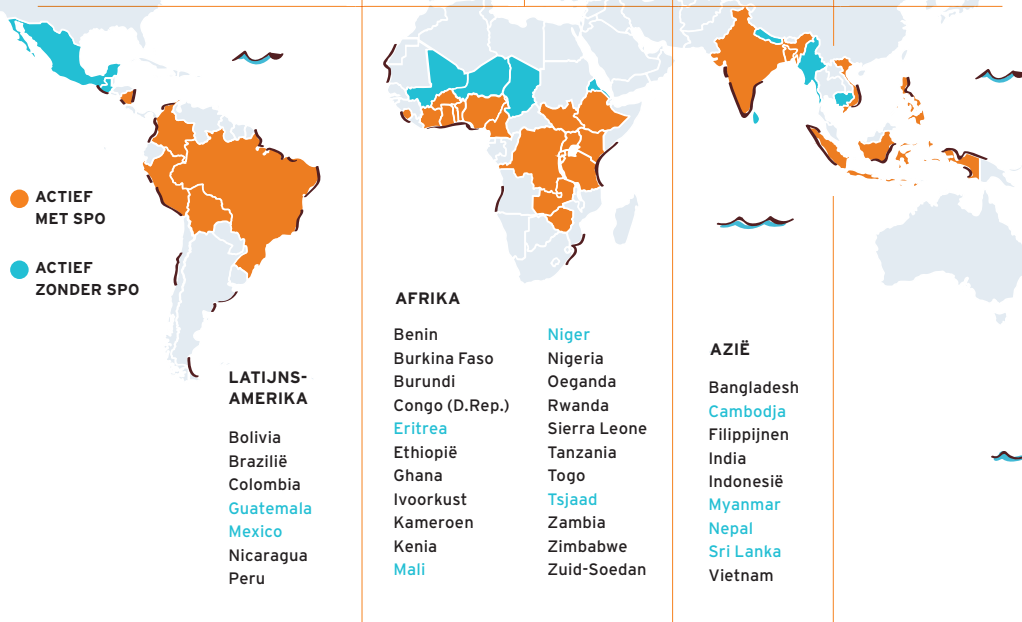 ACTIEF
MET SPO
ACTIEF
ZONDER SPO
LATIJNS-
AMERIKA
Bolivia
Brazilië
Colombia
Guatemala
Mexico
Nicaragua
Peru
AFRIKA
Benin
Burkina Faso
Burundi
Congo (D.Rep.)
Eritrea
Ethiopië
Ghana
Ivoorkust
Kameroen
Kenia
Mali
Niger
Nigeria
Oeganda
Rwanda
Sierra Leone
Tanzania
Togo
Tsjaad
Zambia
Zimbabwe
Zuid-Soedan
AZIË
Bangladesh
Cambodja
Filippijnen
India
Indonesië
Myanmar
Nepal
Sri Lanka
Vietnam